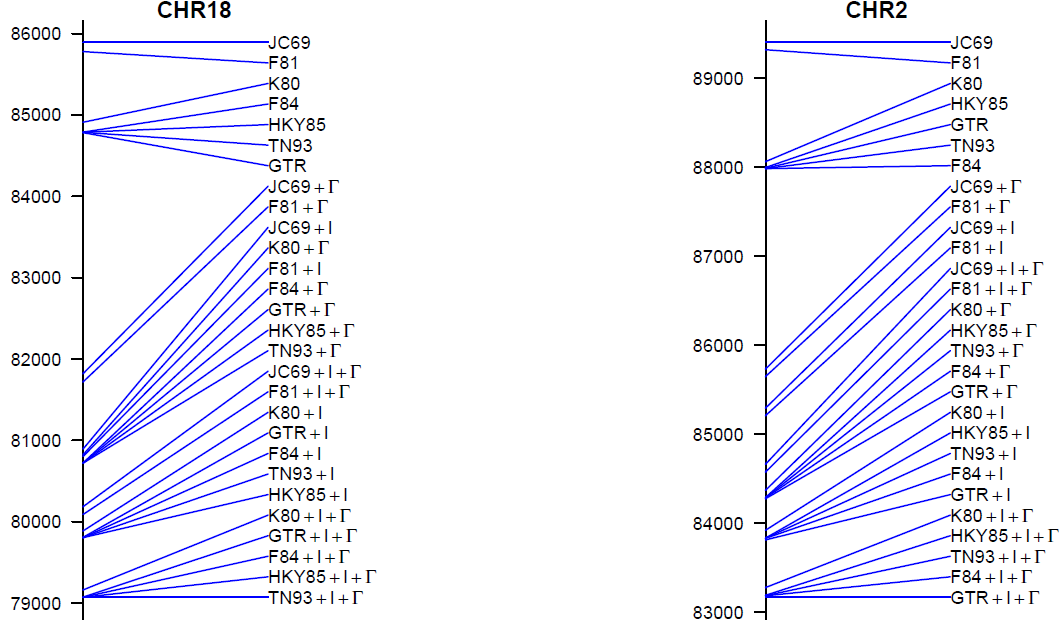 CHR18
86000
85000
84000
83000
82000
81000
80000
79000
JC69
F81
K80
F84
HKY85
TN93
GTR
JC69+Γ
F81+Γ
JC69+I
K80+Γ
F81+I
F84+Γ
GTR+Γ
HKY85+Γ
TN93+Γ
JC69+I+Γ
F81+I+Γ
K80+I
GTR+I
F84+I
TN93+I
HKY85+I
K80+I+Γ
GTR+I+Γ
F84+I+Γ
HKY85+I+Γ
TN93+I+Γ
CHR2
89000
88000
87000
86000
85000
84000
83000
JC69
F81
K80
HKY85
GTR
TN93
F84
JC69+Γ
F81+Γ
JC69+I
F81+I
JC69+I+Γ
F81+I+Γ
K80+Γ
HKY85+Γ
TN93+Γ
F84+Γ
GTR+Γ
K80+I
HKY85+I
TN93+I
F84+I
GTR+I
K80+I+Γ
HKY85+I+Γ
TN93+I+Γ
F84+I+Γ
GTR+I+Γ